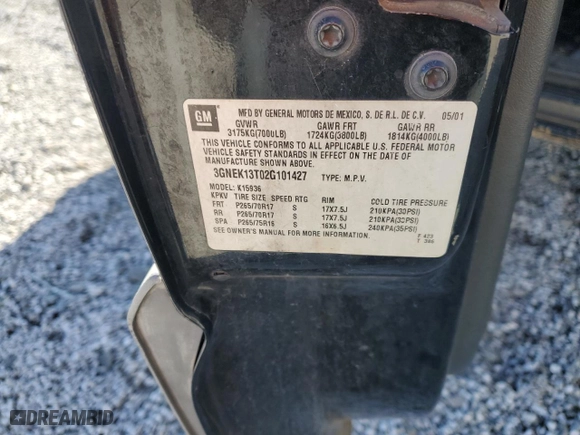 GM
MFD BY GENERAL MOTORS DE MEXICO, S. DE R.L. DE C.V. 05/01
GVWR GAWR FRT GAWR RR
3175KG(7000LB) 1724KG(3800LB) 1814KG(4000LB)
THIS VEHICLE CONFORMS TO ALL APPLICABLE U.S. FEDERAL MOTOR
VEHICLE SAFETY STANDARDS IN EFFECT ON THE DATE OF
MANUFACTURE SHOWN ABOVE.
3GNEK13T02G101427 TYPE: M.P.V.
MODEL: K15936
KPKV TIRE SIZE SPEED RTG RIM COLD TIRE PRESSURE
FRT P265/70R17 S 17X7.5J 210KPA(30PSI)
RR P265/70R17 S 17X7.5J 210KPA(30PSI)
SPA P265/75R16 S 16X6.5J 240KPA(35PSI)
SEE OWNER'S MANUAL FOR MORE INFORMATION.
DREAMBID